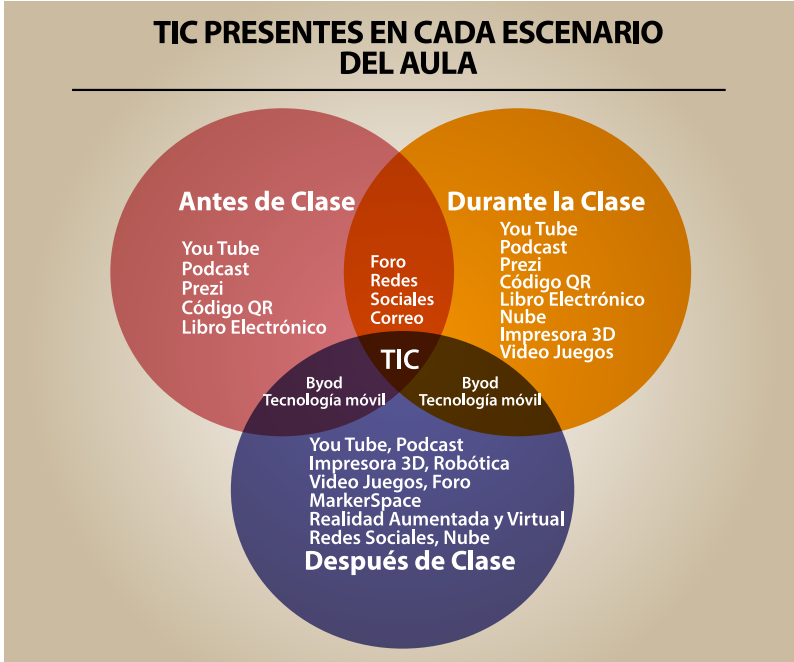 TIC PRESENTES EN CADA ESCENARIO
DEL AULA
Antes de Clase
You Tube
Podcast
Prezi
Código QR
Libro Electrónico
Foro
Redes
Sociales
Correo
Durante la Clase
You Tube
Podcast
Prezi
Código QR
Libro Electrónico
Nube
Impresora 3D
Video Juegos
TIC
Byod
Tecnología móvil
Byod
Tecnología móvil
You Tube, Podcast
Impresora 3D, Robótica
Video Juegos, Foro
MarkerSpace
Realidad Aumentada y Virtual
Redes Sociales, Nube
Después de Clase